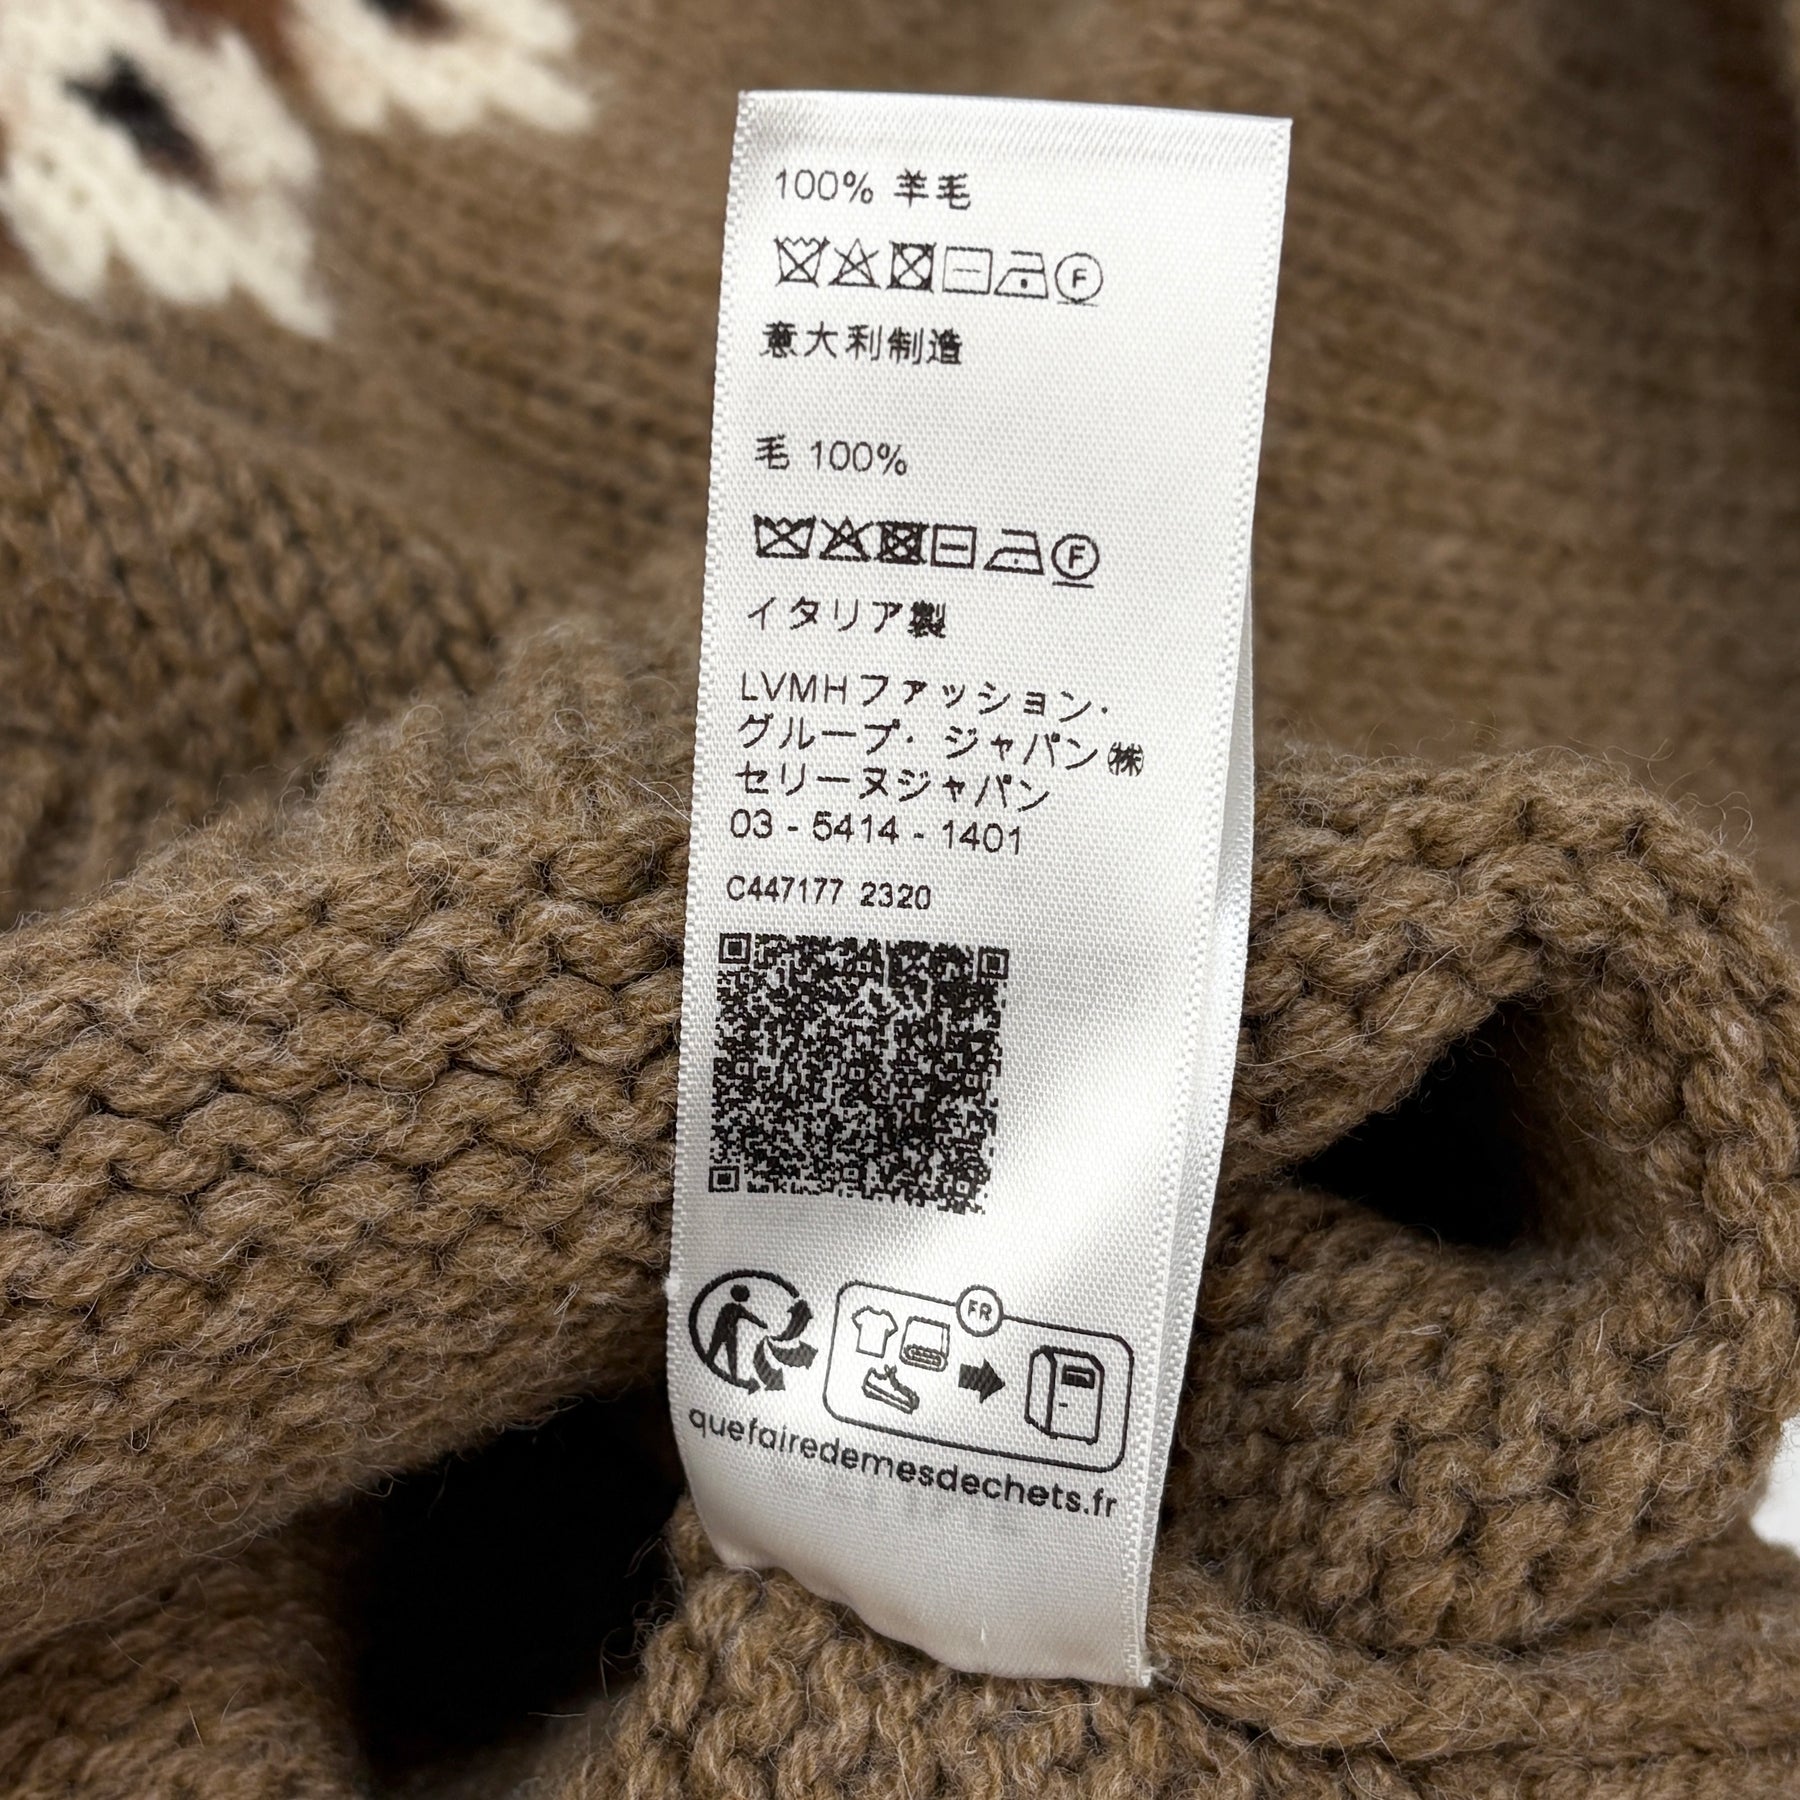 100% 羊毛
F
意大利制造
毛 100%
F
イタリア製
LVMHファッション・
グループ・ジャパン㈱
セリーヌジャパン
03 - 5414 - 1401
C447177 2320
FR
quefairedemesdechets.fr